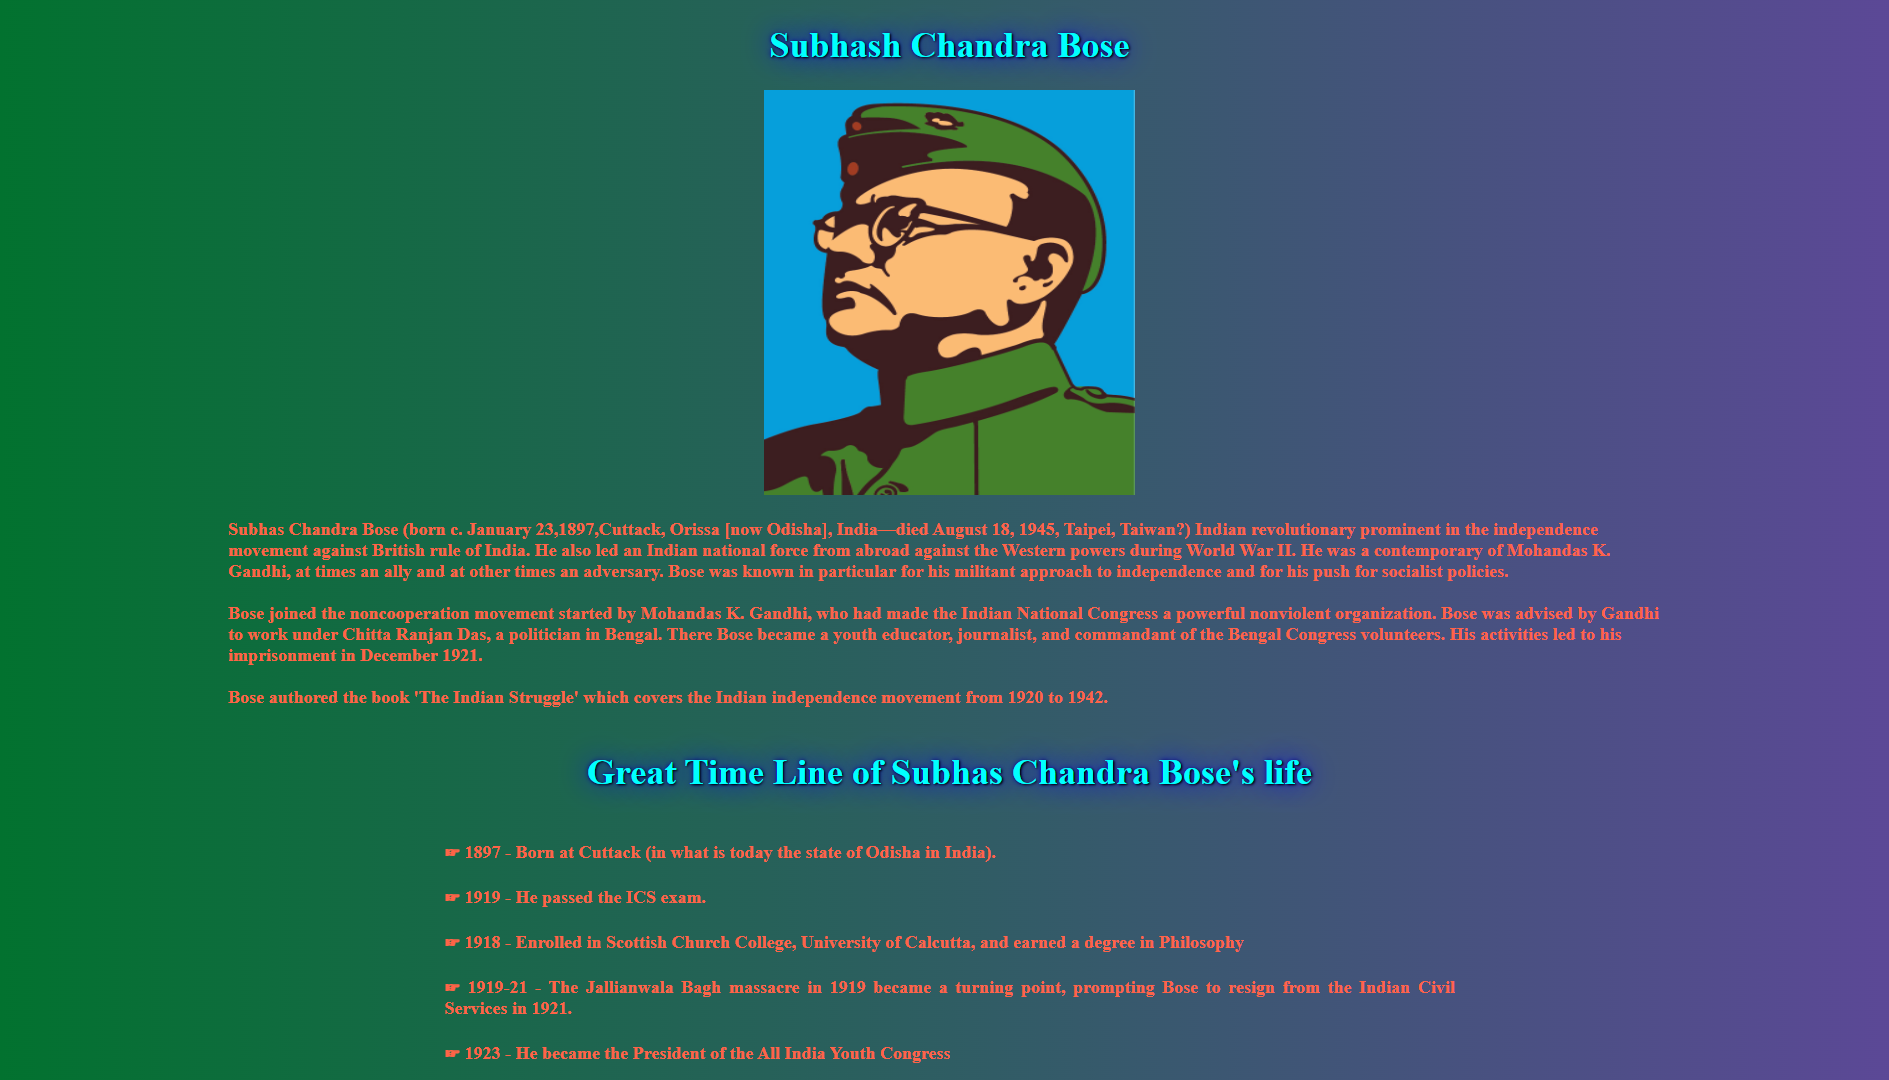 Subhash Chandra Bose
Subhas Chandra Bose (born c. January 23,1897,Cuttack, Orissa [now Odisha], India—died August 18, 1945, Taipei, Taiwan?) Indian revolutionary prominent in the independence
movement against British rule of India. He also led an Indian national force from abroad against the Western powers during World War II. He was a contemporary of Mohandas K.
Gandhi, at times an ally and at other times an adversary. Bose was known in particular for his militant approach to independence and for his push for socialist policies.
Bose joined the noncooperation movement started by Mohandas K. Gandhi, who had made the Indian National Congress a powerful nonviolent organization. Bose was advised by Gandhi
to work under Chitta Ranjan Das, a politician in Bengal. There Bose became a youth educator, journalist, and commandant of the Bengal Congress volunteers. His activities led to his
imprisonment in December 1921.
Bose authored the book 'The Indian Struggle' which covers the Indian independence movement from 1920 to 1942.
Great Time Line of Subhas Chandra Bose's life
☛ 1897 - Born at Cuttack (in what is today the state of Odisha in India).
☛ 1919 - He passed the ICS exam.
☛ 1918 - Enrolled in Scottish Church College, University of Calcutta, and earned a degree in Philosophy
☛ 1919-21 - The Jallianwala Bagh massacre in 1919 became a turning point, prompting Bose to resign from the Indian Civil
Services in 1921.
☛ 1923 - He became the President of the All India Youth Congress